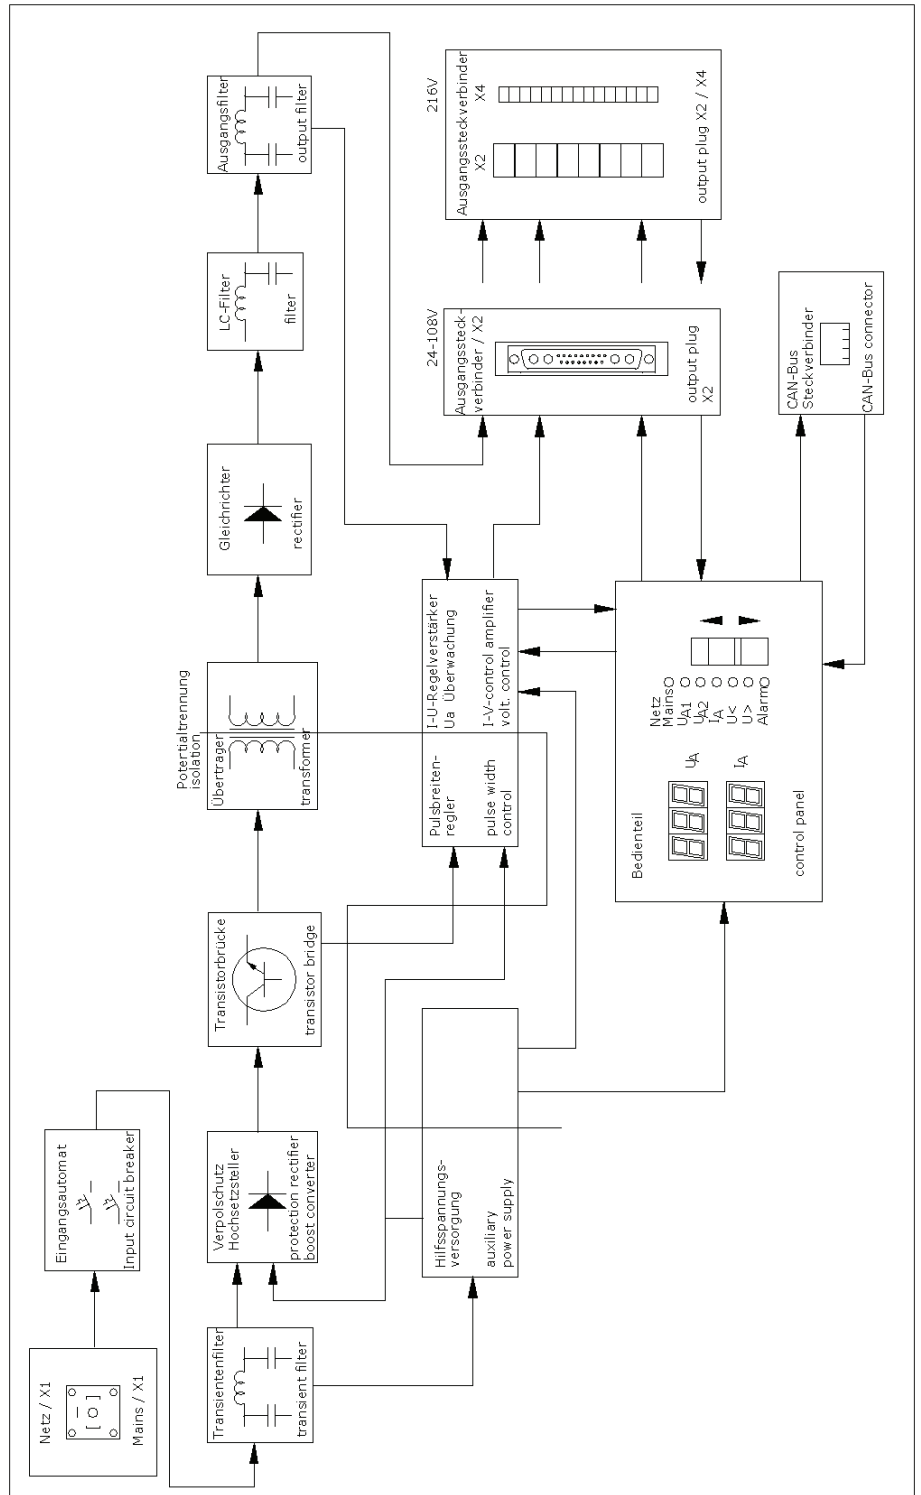 Netz / X1
Mains / X1
Eingangsautomat
Input circuit breaker
Transientenfilter
transient filter
Verpolschutz
Hochsetzsteller
protection rectifier
boost converter
Transistorbrücke
transistor bridge
Potentialtrennung
isolation
Übertrager
transformer
Gleichrichter
rectifier
LC-Filter
filter
Ausgangsfilter
output filter
Hilfsspannungs-
versorgung
auxiliary
power supply
Pulsbreiten-
regler
pulse width
control
I-U-Regelverstärker
Ua Überwachung
I-V-control amplifier
volt. control
24-108V
Ausgangssteck-
verbinder / X2
output plug
X2
216V
Ausgangssteckverbinder
X2
X4
output plug X2 / X4
Bedienteil
UA
IA
Netz
Mains
UA1
UA2
IA
U<
U>
Alarm
control panel
CAN-Bus
Steckverbinder
CAN-Bus connector